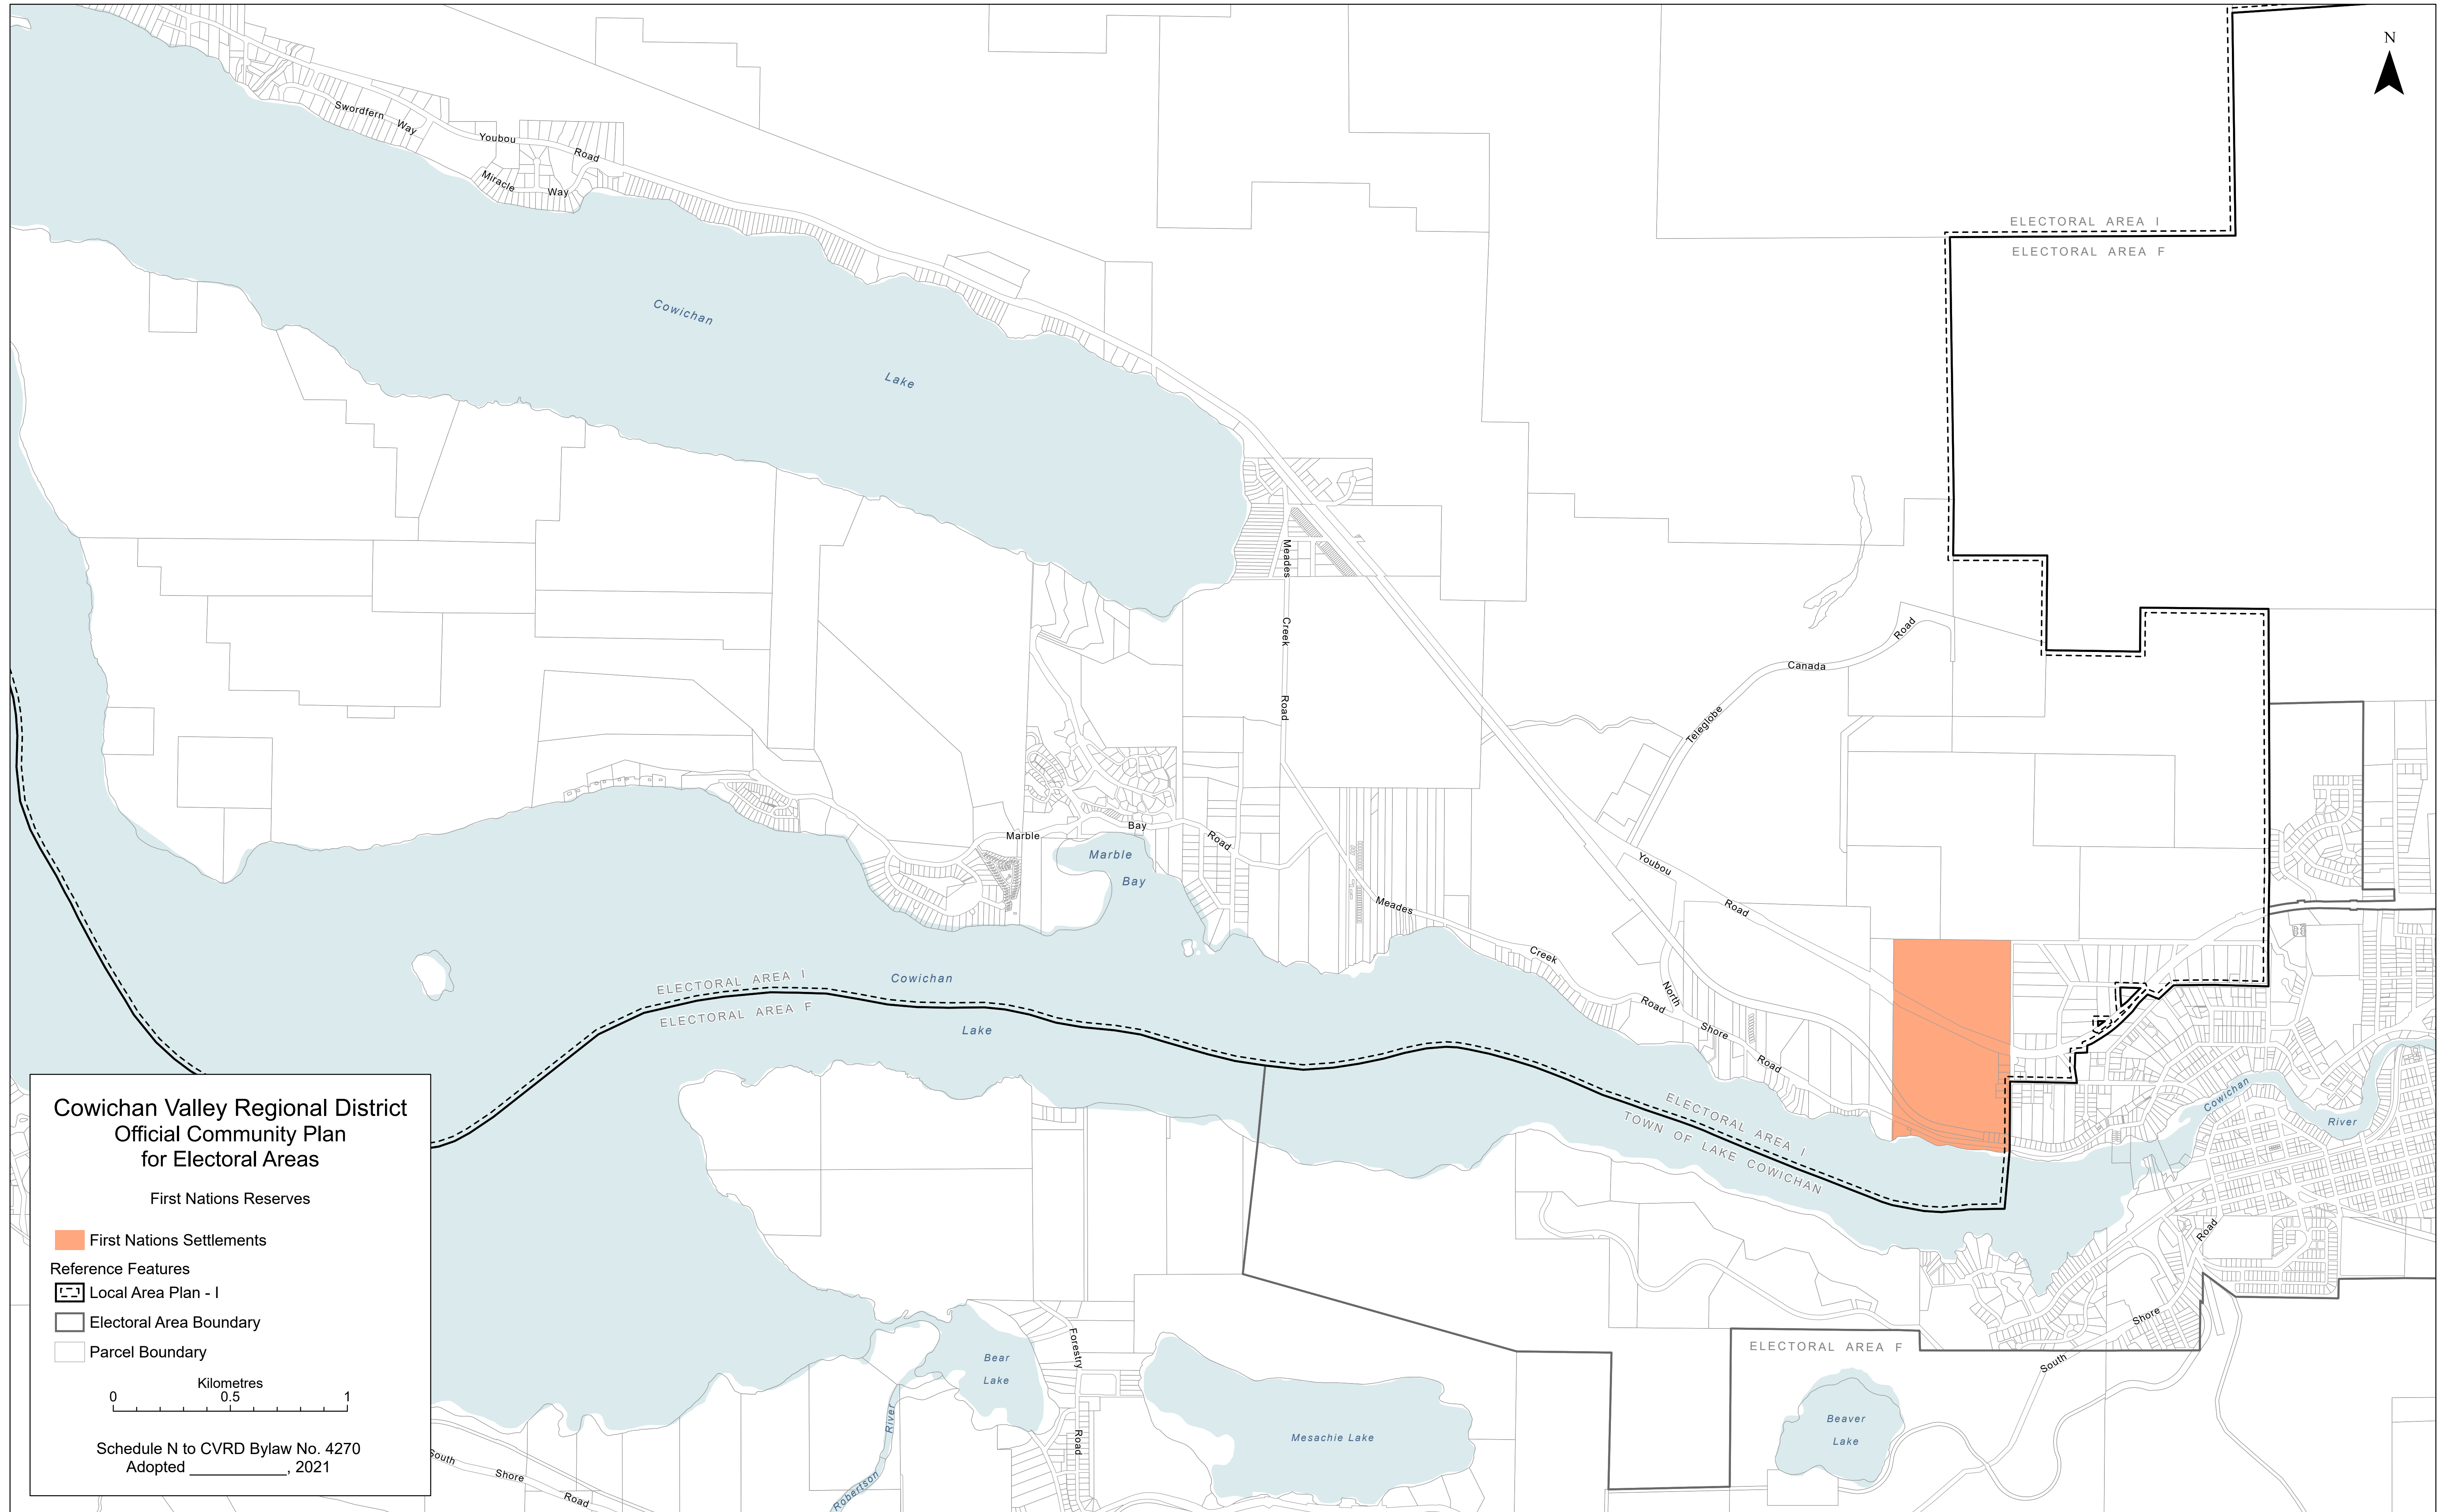 N
Swordfern Way
Youbou Road
Miracle Way
ELECTORAL AREA I
ELECTORAL AREA F
Cowichan
Lake
Meades Creek Road
Canada Road
Teleglobe
Marble Bay Road
Marble
Bay
Youbou Road
Meades Creek Road
North Shore Road
ELECTORAL AREA I
ELECTORAL AREA F
Cowichan
Lake
ELECTORAL AREA I
TOWN OF LAKE COWICHAN
Cowichan River
South Shore Road
ELECTORAL AREA F
Beaver
Lake
Bear
Lake
Forestry Road
Mesachie Lake
Robertson River
South Shore Road
Cowichan Valley Regional District
Official Community Plan
for Electoral Areas
First Nations Reserves
First Nations Settlements
Reference Features
Local Area Plan - I
Electoral Area Boundary
Parcel Boundary
Kilometres
0 0.5 1
Schedule N to CVRD Bylaw No. 4270
Adopted ____________, 2021